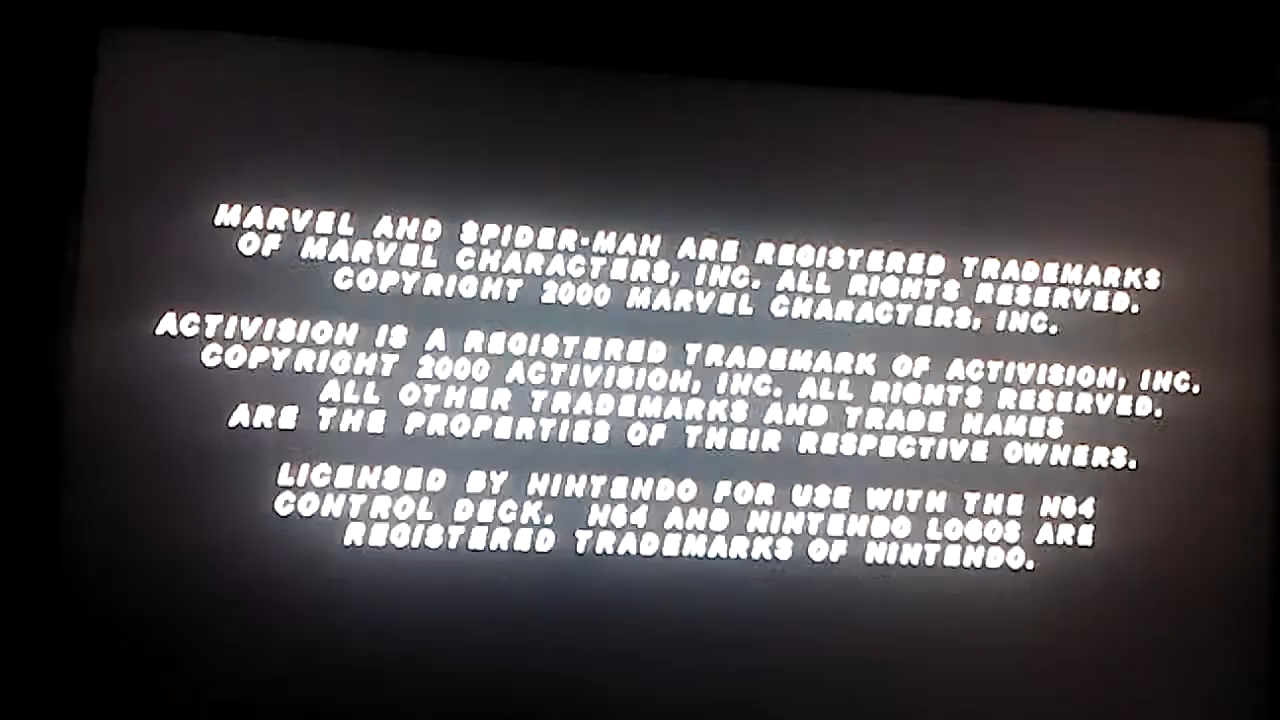 MARVEL AND SPIDER-MAN ARE REGISTERED TRADEMARKS
OF MARVEL CHARACTERS, INC. ALL RIGHTS RESERVED.
COPYRIGHT 2000 MARVEL CHARACTERS, INC.
ACTIVISION IS A REGISTERED TRADEMARK OF ACTIVISION, INC.
COPYRIGHT 2000 ACTIVISION, INC. ALL RIGHTS RESERVED.
ALL OTHER TRADEMARKS AND TRADE NAMES
ARE THE PROPERTIES OF THEIR RESPECTIVE OWNERS.
LICENSED BY NINTENDO FOR USE WITH THE N64
CONTROL DECK. N64 AND NINTENDO LOGOS ARE
REGISTERED TRADEMARKS OF NINTENDO.